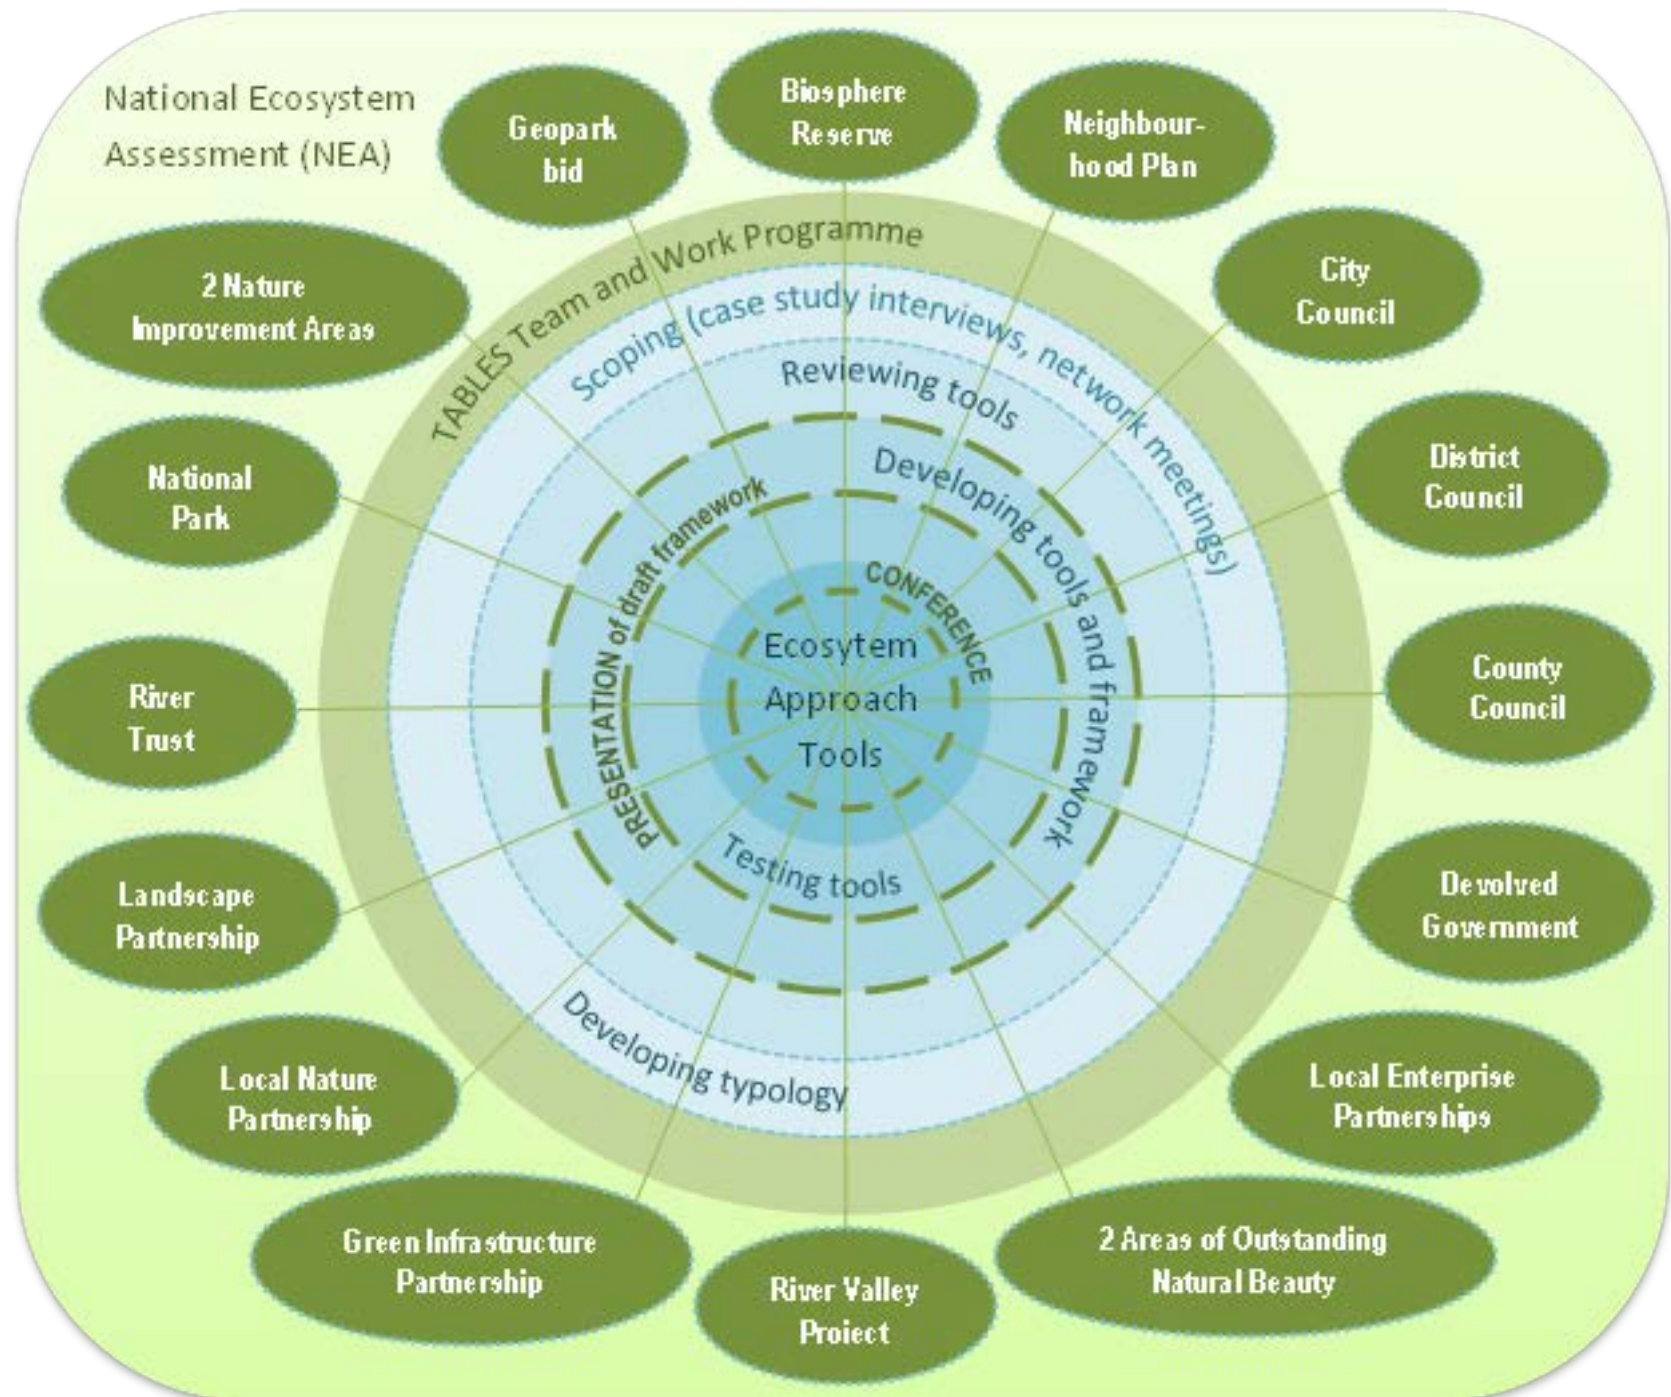 National Ecosystem
Assessment (NEA)
Geopark
bid
Biosphere
Reserve
Neighbour-
hood Plan
City
Council
District
Council
County
Council
Devolved
Government
Local Enterprise
Partnerships
2 Areas of Outstanding
Natural Beauty
River Valley
Project
Green Infrastructure
Partnership
Local Nature
Partnership
Landscape
Partnership
River
Trust
National
Park
2 Nature
Improvement Areas
TABLES Team and Work Programme
Scoping (case study interviews, network meetings)
Reviewing tools
Developing tools and framework
PRESENTATION of draft framework
CONFERENCE
Ecosytem
Approach
Tools
Testing tools
Developing typology